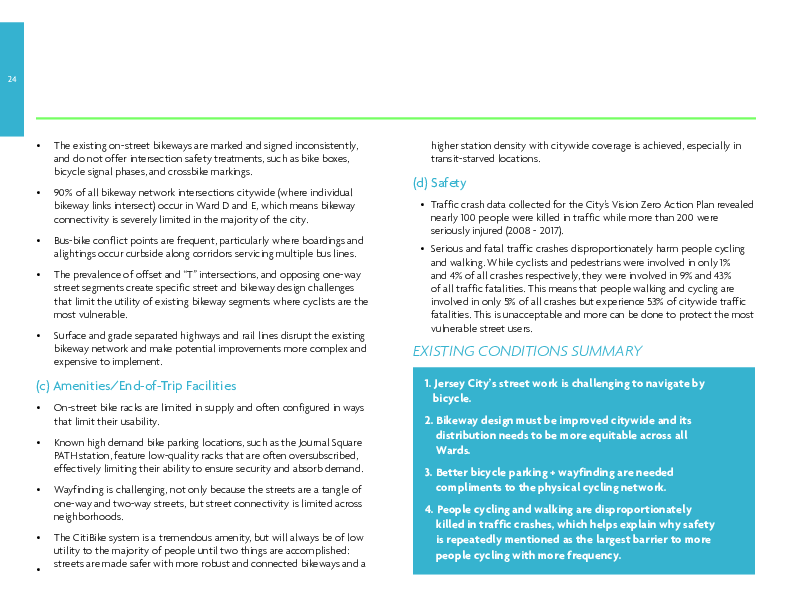 24
• The existing on-street bikeways are marked and signed inconsistently,
and do not offer intersection safety treatments, such as bike boxes,
bicycle signal phases, and crossbike markings.
• 90% of all bikeway network intersections citywide (where individual
bikeway links intersect) occur in Ward D and E, which means bikeway
connectivity is severely limited in the majority of the city.
• Bus-bike conflict points are frequent, particularly where boardings and
alightings occur curbside along corridors servicing multiple bus lines.
• The prevalence of offset and “T” intersections, and opposing one-way
street segments create specific street and bikeway design challenges
that limit the utility of existing bikeway segments where cyclists are the
most vulnerable.
• Surface and grade separated highways and rail lines disrupt the existing
bikeway network and make potential improvements more complex and
expensive to implement.
(c) Amenities/End-of-Trip Facilities
• On-street bike racks are limited in supply and often configured in ways
that limit their usability.
• Known high demand bike parking locations, such as the Journal Square
PATH station, feature low-quality racks that are often oversubscribed,
effectively limiting their ability to ensure security and absorb demand.
• Wayfinding is challenging, not only because the streets are a tangle of
one-way and two-way streets, but street connectivity is limited across
neighborhoods.
• The CitiBike system is a tremendous amenity, but will always be of low
utility to the majority of people until two things are accomplished:
streets are made safer with more robust and connected bikeways and a
•
higher station density with citywide coverage is achieved, especially in
transit-starved locations.
(d) Safety
• Traffic crash data collected for the City’s Vision Zero Action Plan revealed
nearly 100 people were killed in traffic while more than 200 were
seriously injured (2008 - 2017).
• Serious and fatal traffic crashes disproportionately harm people cycling
and walking. While cyclists and pedestrians were involved in only 1%
and 4% of all crashes respectively, they were involved in 9% and 43%
of all traffic fatalities. This means that people walking and cycling are
involved in only 5% of all crashes but experience 53% of citywide traffic
fatalities. This is unacceptable and more can be done to protect the most
vulnerable street users.
EXISTING CONDITIONS SUMMARY
1. Jersey City’s street work is challenging to navigate by
bicycle.
2. Bikeway design must be improved citywide and its
distribution needs to be more equitable across all
Wards.
3. Better bicycle parking + wayfinding are needed
compliments to the physical cycling network.
4. People cycling and walking are disproportionately
killed in traffic crashes, which helps explain why safety
is repeatedly mentioned as the largest barrier to more
people cycling with more frequency.